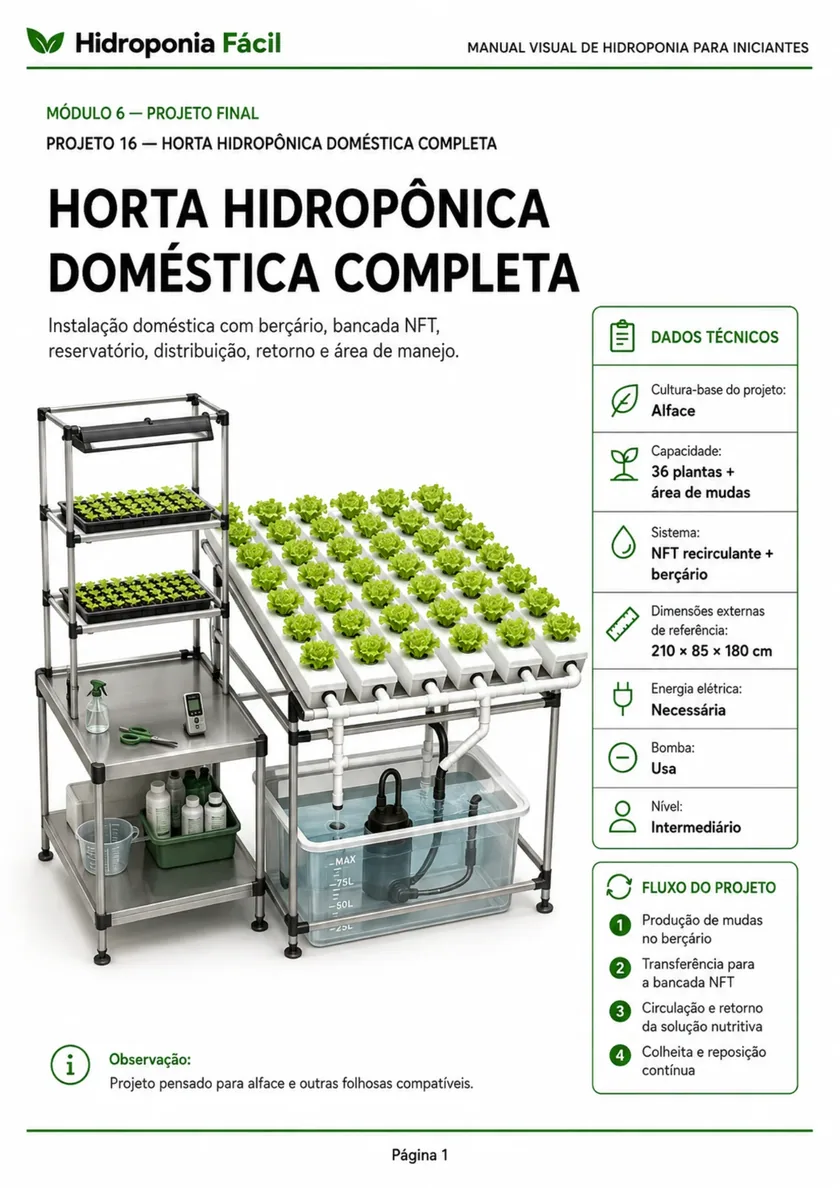 Hidroponia Fácil
MANUAL VISUAL DE HIDROPONIA PARA INICIANTES
MÓDULO 6 — PROJETO FINAL
PROJETO 16 — HORTA HIDROPÔNICA DOMÉSTICA COMPLETA
HORTA HIDROPÔNICA
DOMÉSTICA COMPLETA
Instalação doméstica com berçário, bancada NFT,
reservatório, distribuição, retorno e área de manejo.
DADOS TÉCNICOS
Cultura-base do projeto:
Alface
Capacidade:
36 plantas +
área de mudas
Sistema:
NFT recirculante +
berçário
Dimensões externas
de referência:
210 × 85 × 180 cm
Energia elétrica:
Necessária
Bomba:
Usa
Nível:
Intermediário
MAX
75L
50L
25L
FLUXO DO PROJETO
1 Produção de mudas
no berçário
2 Transferência para
a bancada NFT
3 Circulação e retorno
da solução nutritiva
4 Colheita e reposição
contínua
Observação:
Projeto pensado para alface e outras folhosas compatíveis.
Página 1